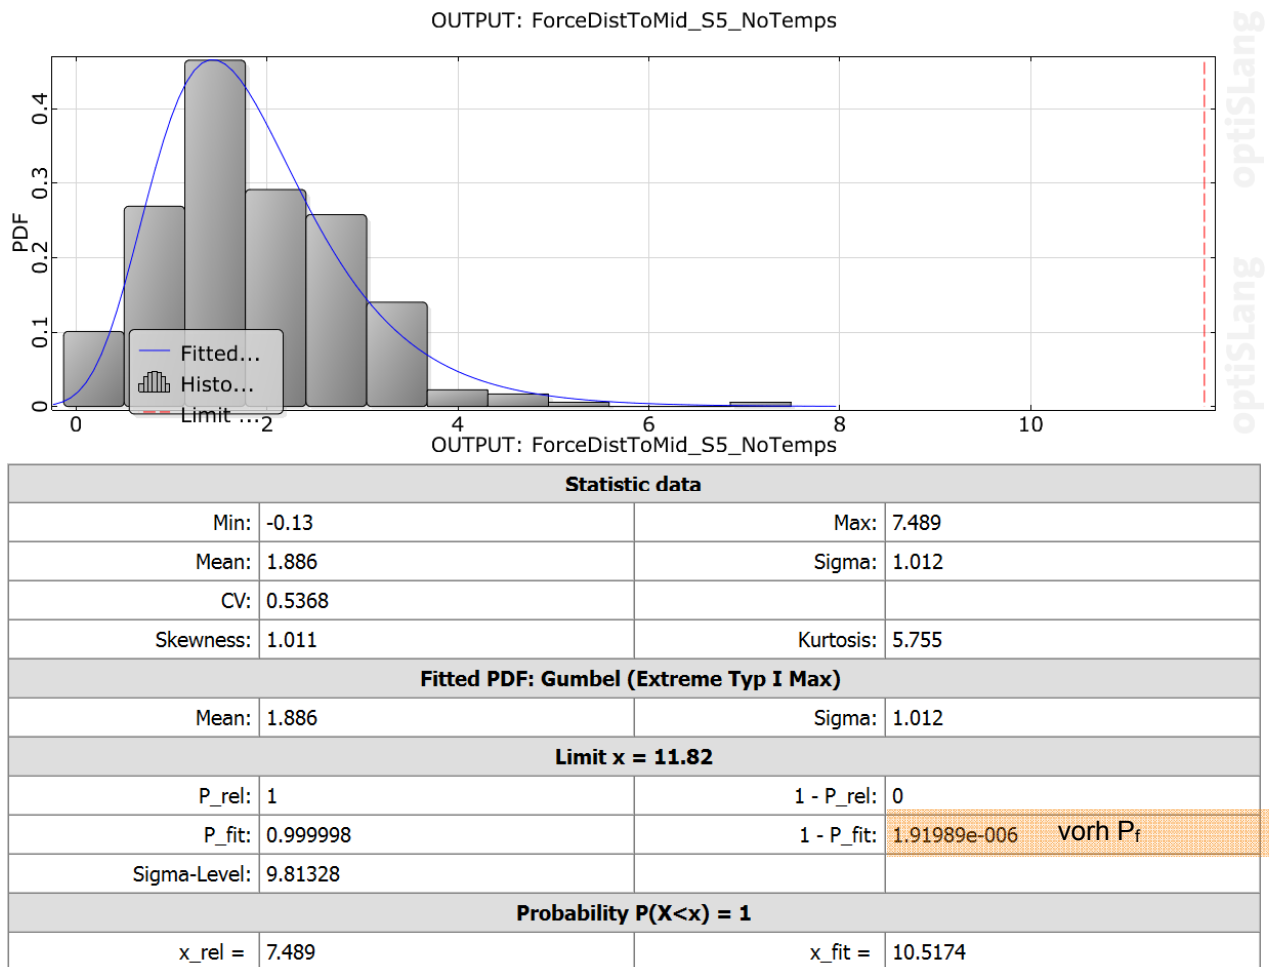 OUTPUT: ForceDistToMid_S5_NoTemps
optiSLang optiSLang
PDF
0 0.1 0.2 0.3 0.4
Fitted...
Histo...
Limit ...
0 2 4 6 8 10
OUTPUT: ForceDistToMid_S5_NoTemps
Statistic data
Min: -0.13 Max: 7.489
Mean: 1.886 Sigma: 1.012
CV: 0.5368
Skewness: 1.011 Kurtosis: 5.755
Fitted PDF: Gumbel (Extreme Typ I Max)
Mean: 1.886 Sigma: 1.012
Limit x = 11.82
P_rel: 1 1 - P_rel: 0
P_fit: 0.999998 1 - P_fit: 1.91989e-006 vorh Pf
Sigma-Level: 9.81328
Probability P(X<x) = 1
x_rel = 7.489 x_fit = 10.5174